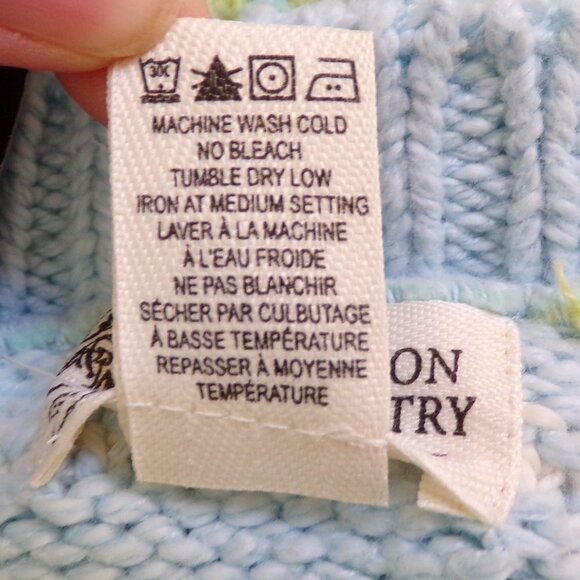 30C
MACHINE WASH COLD
NO BLEACH
TUMBLE DRY LOW
IRON AT MEDIUM SETTING
LAVER À LA MACHINE
À L'EAU FROIDE
NE PAS BLANCHIR
SÉCHER PAR CULBUTAGE
À BASSE TEMPÉRATURE
REPASSER À MOYENNE
TEMPÉRATURE
ON
TRY